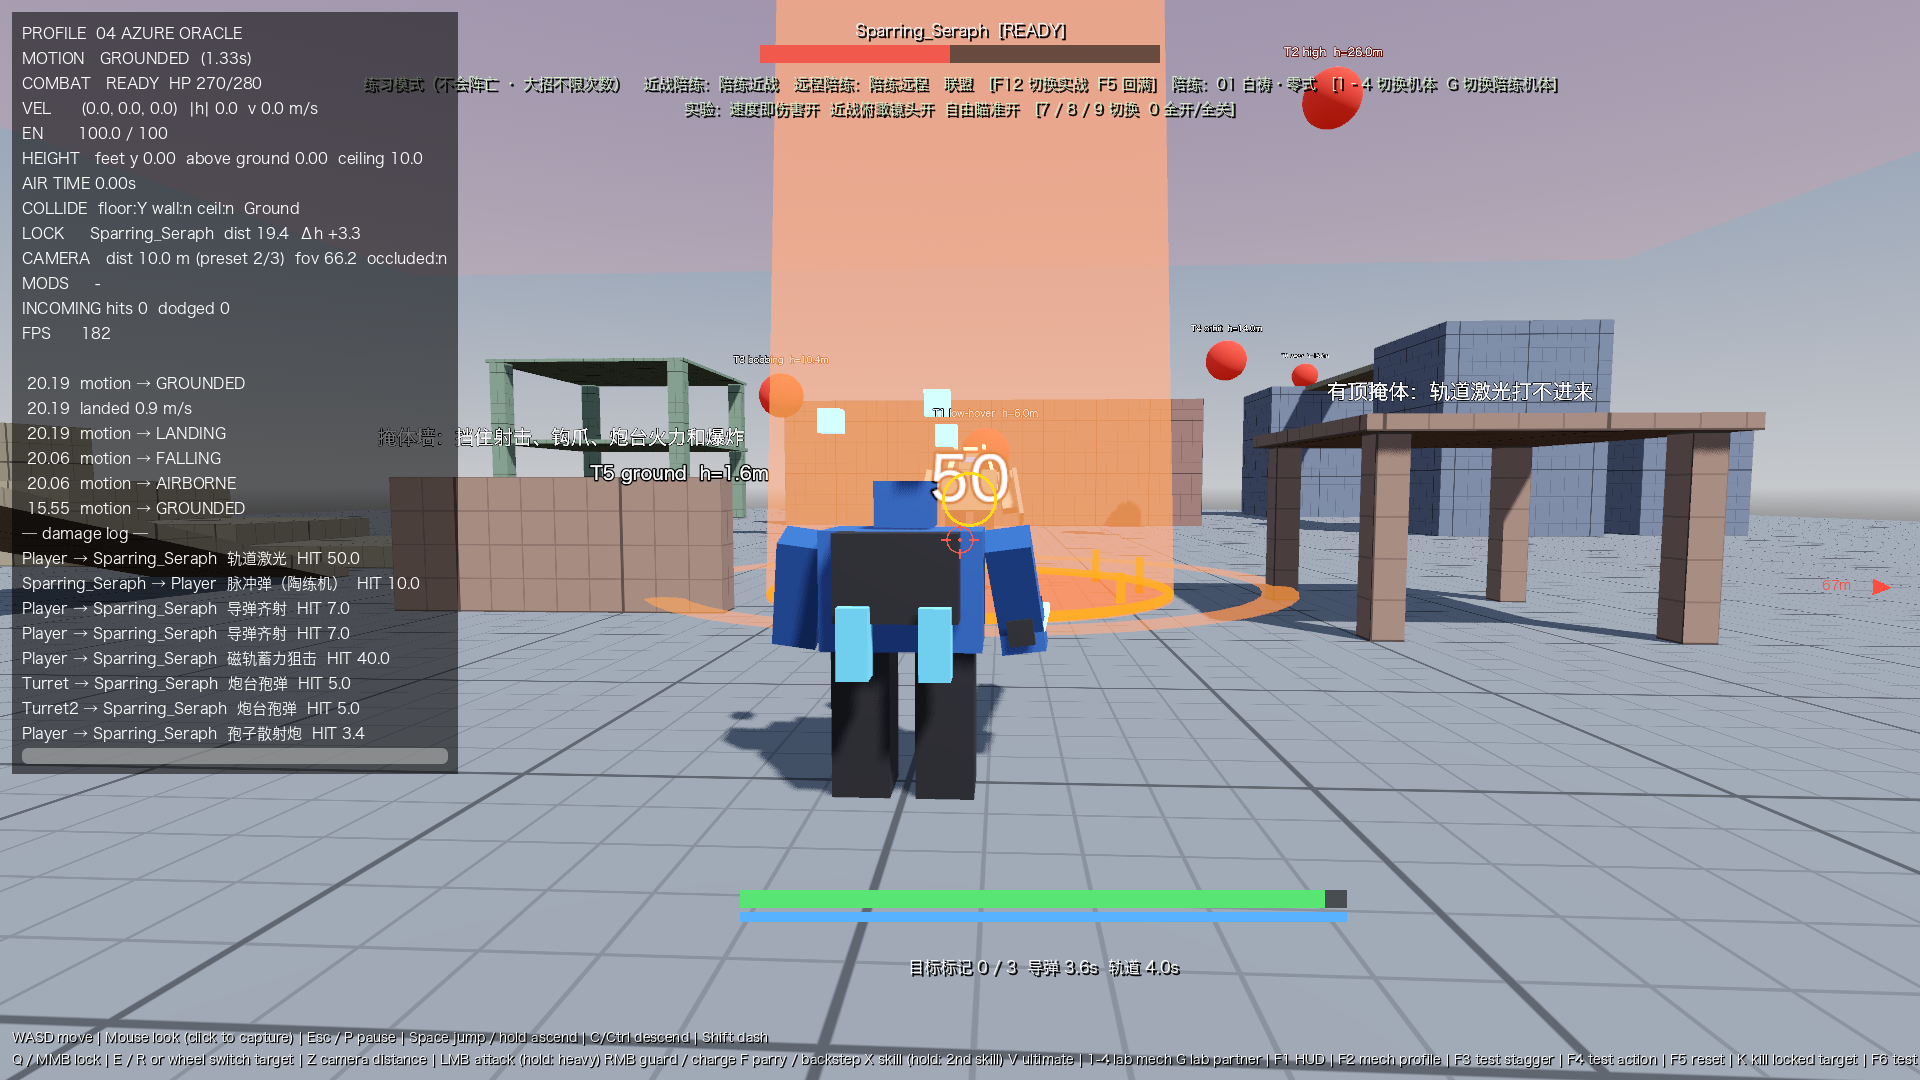 PROFILE  04 AZURE ORACLE
MOTION  GROUNDED  (1.33s)
COMBAT  READY  HP 270/280
VEL  (0.0, 0.0, 0.0)  |h| 0.0  v 0.0 m/s
EN  100.0 / 100
HEIGHT  feet y 0.00  above ground 0.00  ceiling 10.0
AIR TIME 0.00s
COLLIDE  floor:Y wall:n ceil:n  Ground
LOCK  Sparring_Seraph  dist 19.4  Δh +3.3
CAMERA  dist 10.0 m (preset 2/3)  fov 66.2  occluded:n
MODS  -
INCOMING hits 0  dodged 0
FPS  182
20.19  motion → GROUNDED
20.19  landed 0.9 m/s
20.19  motion → LANDING
20.06  motion → FALLING
20.06  motion → AIRBORNE
15.55  motion → GROUNDED
— damage log —
Player → Sparring_Seraph  轨道激光  HIT 50.0
Sparring_Seraph → Player  脉冲弹（陪练机）  HIT 10.0
Player → Sparring_Seraph  导弹齐射  HIT 7.0
Player → Sparring_Seraph  导弹齐射  HIT 7.0
Player → Sparring_Seraph  磁轨蓄力狙击  HIT 40.0
Turret → Sparring_Seraph  炮台孢弹  HIT 5.0
Turret2 → Sparring_Seraph  炮台孢弹  HIT 5.0
Player → Sparring_Seraph  孢子散射炮  HIT 3.4
Sparring_Seraph  [READY]
练习模式（不会阵亡 · 大招不限次数）  近战陪练：陪练近战  远程陪练：陪练远程  联盟  [F12 切换实战  F5 回满]  陪练：01 白祷·零式  [1 - 4 切换机体  G 切换陪练机体]
实验：速度即伤害开  近战俯瞰镜头开  自由瞄准开  [7 / 8 / 9 切换  0 全开/全关]
T2 high  h=26.0m
T4 orbit  h=14.0m
T3 bobbing  h=10.4m
有顶掩体：轨道激光打不进来
T1 low-hover  h=6.0m
掩体墙：挡住射击、钩爪、炮台火力和爆炸
T5 ground  h=1.6m
50
67m
目标标记 0 / 3  导弹 3.6s  轨道 4.0s
WASD move | Mouse look (click to capture) | Esc / P pause | Space jump / hold ascend | C/Ctrl descend | Shift dash
Q / MMB lock | E / R or wheel switch target | Z camera distance | LMB attack (hold: heavy) RMB guard / charge F parry / backstep X skill (hold: 2nd skill) V ultimate | 1-4 lab mech G lab partner | F1 HUD | F2 mech profile | F3 test stagger | F4 test action | F5 reset | K kill locked target | F6 test